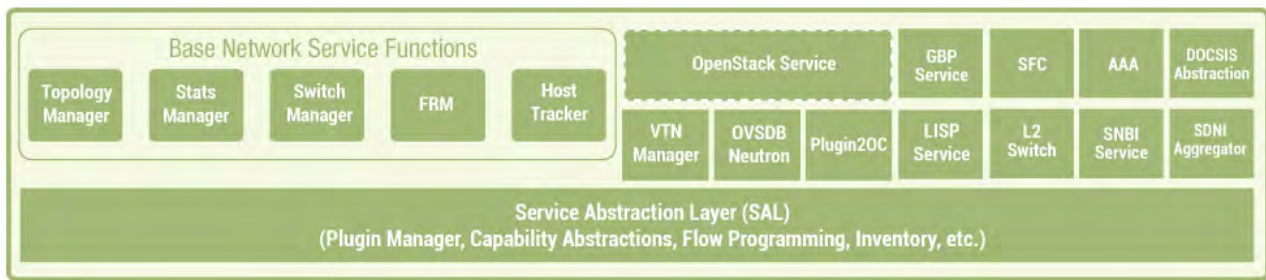 Base Network Service Functions
Topology
Manager
Stats
Manager
Switch
Manager
FRM
Host
Tracker
OpenStack Service
GBP
Service
SFC
AAA
DOCSIS
Abstraction
VTN
Manager
OVSDB
Neutron
Plugin2OC
LISP
Service
L2
Switch
SNBI
Service
SDNI
Aggregator
Service Abstraction Layer (SAL)
(Plugin Manager, Capability Abstractions, Flow Programming, Inventory, etc.)